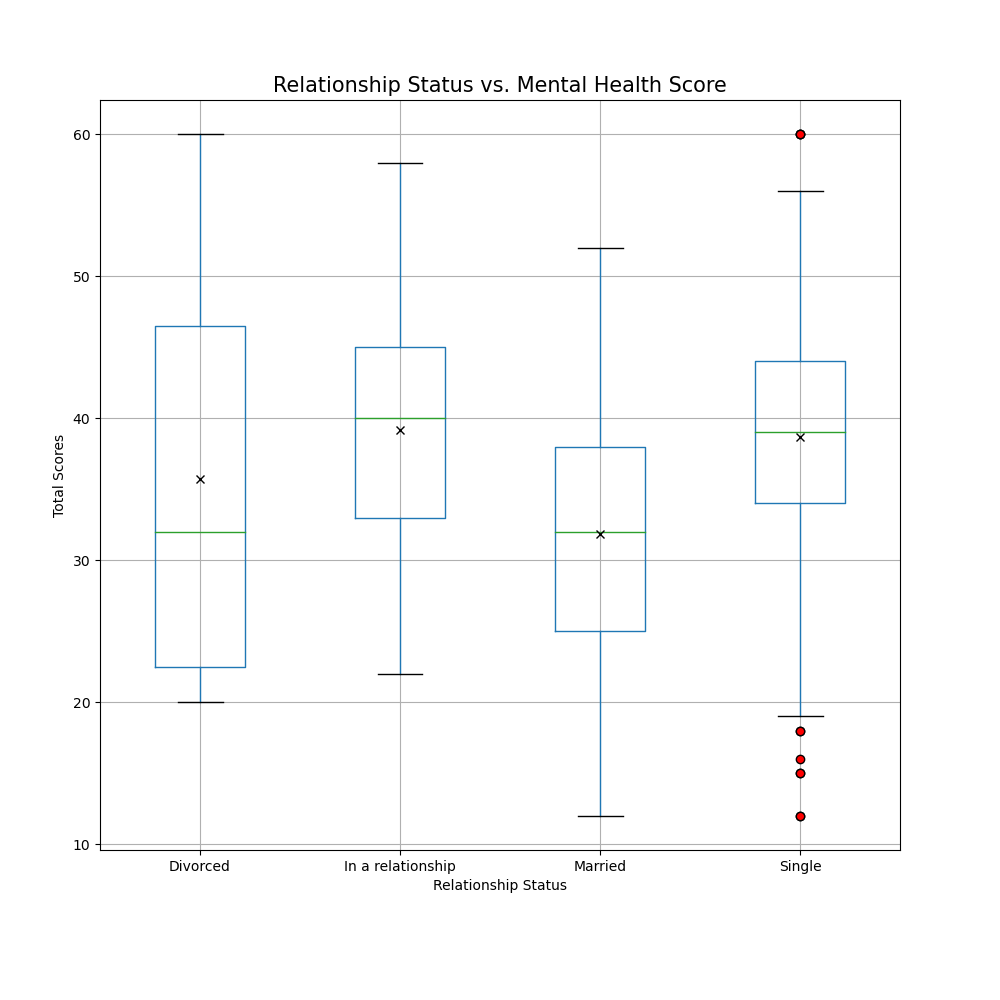 Relationship Status vs. Mental Health Score
60
50
40
30
20
10
Total Scores
Divorced
In a relationship
Married
Single
Relationship Status